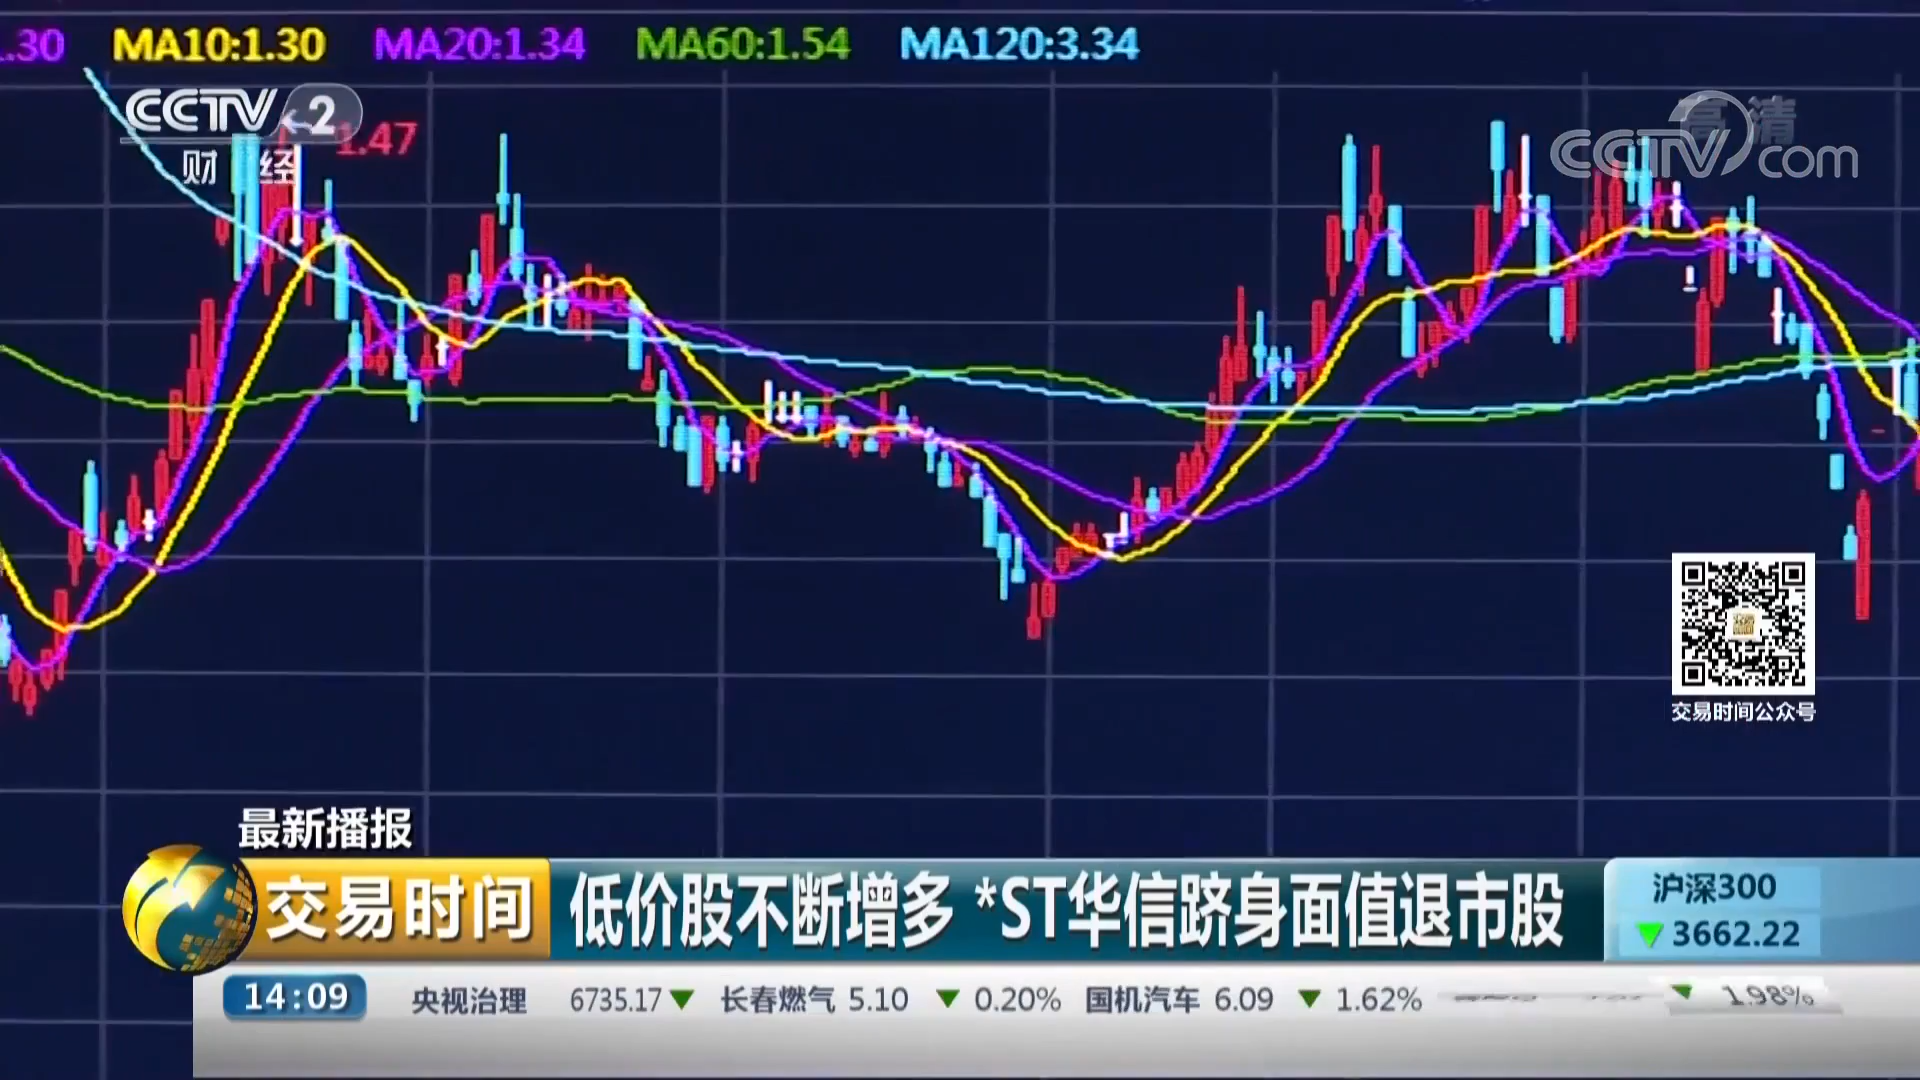 .30 MA10:1.30 MA20:1.34 MA60:1.54 MA120:3.34
CCTV 2
财 经
1.47
高清
CCTV.com
交易时间公众号
最新播报
交易时间
低价股不断增多 *ST华信跻身面值退市股
沪深300
▼ 3662.22
14:09 央视治理 6735.17▼ 长春燃气 5.10 ▼ 0.20% 国机汽车 6.09 ▼ 1.62% ▼ 1.98%